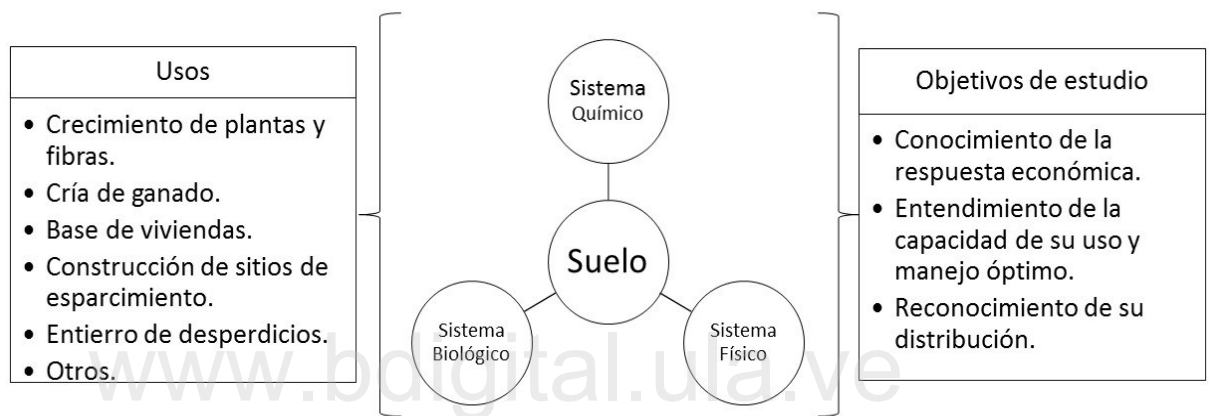 Usos
• Crecimiento de plantas y
fibras.
• Cría de ganado.
• Base de viviendas.
• Construcción de sitios de
esparcimiento.
• Entierro de desperdicios.
• Otros.
Sistema
Químico
Suelo
Sistema
Biológico
Sistema
Físico
Objetivos de estudio
• Conocimiento de la
respuesta económica.
• Entendimiento de la
capacidad de su uso y
manejo óptimo.
• Reconocimiento de su
distribución.
www.bdigital.ula.ve